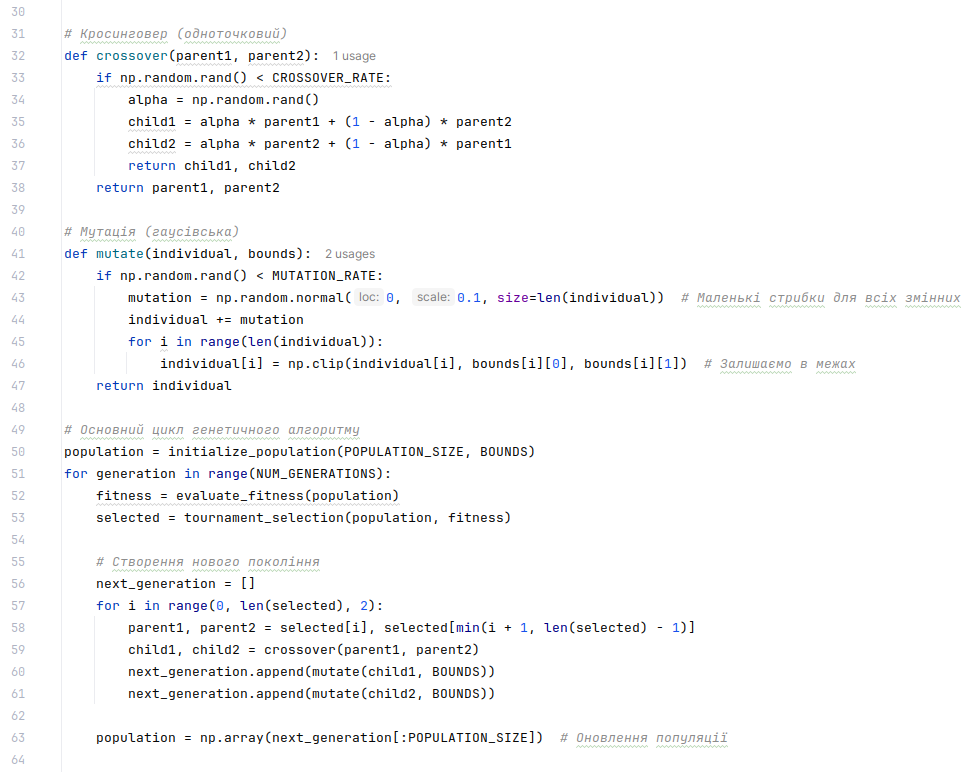 30
31 # Кросинговер (одноточковий)
32 def crossover(parent1, parent2): 1 usage
33     if np.random.rand() < CROSSOVER_RATE:
34         alpha = np.random.rand()
35         child1 = alpha * parent1 + (1 - alpha) * parent2
36         child2 = alpha * parent2 + (1 - alpha) * parent1
37         return child1, child2
38     return parent1, parent2
39
40 # Мутація (гаусівська)
41 def mutate(individual, bounds): 2 usages
42     if np.random.rand() < MUTATION_RATE:
43         mutation = np.random.normal( loc: 0, scale: 0.1, size=len(individual))  # Маленькі стрибки для всіх змінних
44         individual += mutation
45         for i in range(len(individual)):
46             individual[i] = np.clip(individual[i], bounds[i][0], bounds[i][1])  # Залишаємо в межах
47     return individual
48
49 # Основний цикл генетичного алгоритму
50 population = initialize_population(POPULATION_SIZE, BOUNDS)
51 for generation in range(NUM_GENERATIONS):
52     fitness = evaluate_fitness(population)
53     selected = tournament_selection(population, fitness)
54
55     # Створення нового покоління
56     next_generation = []
57     for i in range(0, len(selected), 2):
58         parent1, parent2 = selected[i], selected[min(i + 1, len(selected) - 1)]
59         child1, child2 = crossover(parent1, parent2)
60         next_generation.append(mutate(child1, BOUNDS))
61         next_generation.append(mutate(child2, BOUNDS))
62
63     population = np.array(next_generation[:POPULATION_SIZE])  # Оновлення популяції
64